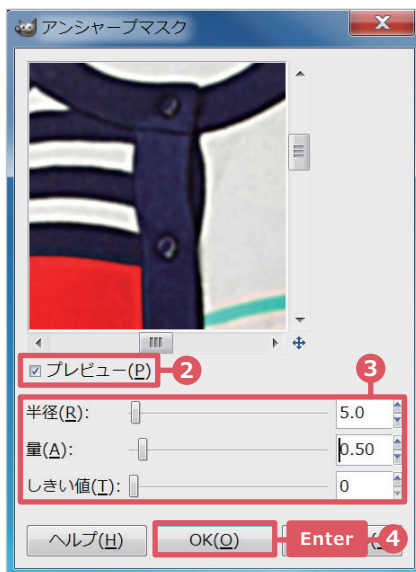 アンシャープマスク
プレビュー(P) 2
3
半径(R): 5.0
量(A): 0.50
しきい値(T): 0
ヘルプ(H) OK(O) Enter 4